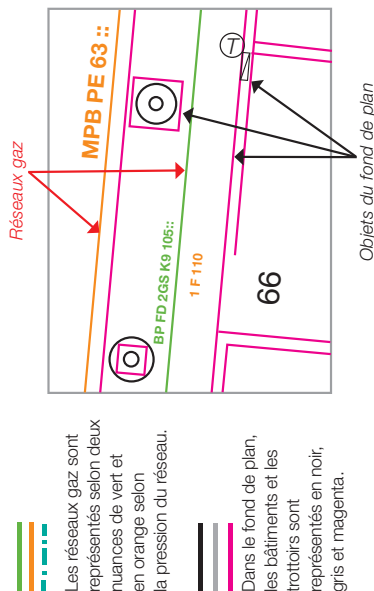 Les réseaux gaz sont
représentés selon deux
nuances de vert et
en orange selon
la pression du réseau.
Dans le fond de plan,
les bâtiments et les
trottoirs sont
représentés en noir,
gris et magenta.
Réseaux gaz
MPB PE 63 ::
BP FD 2GS K9 105::
1 F 110
66
T
Objets du fond de plan